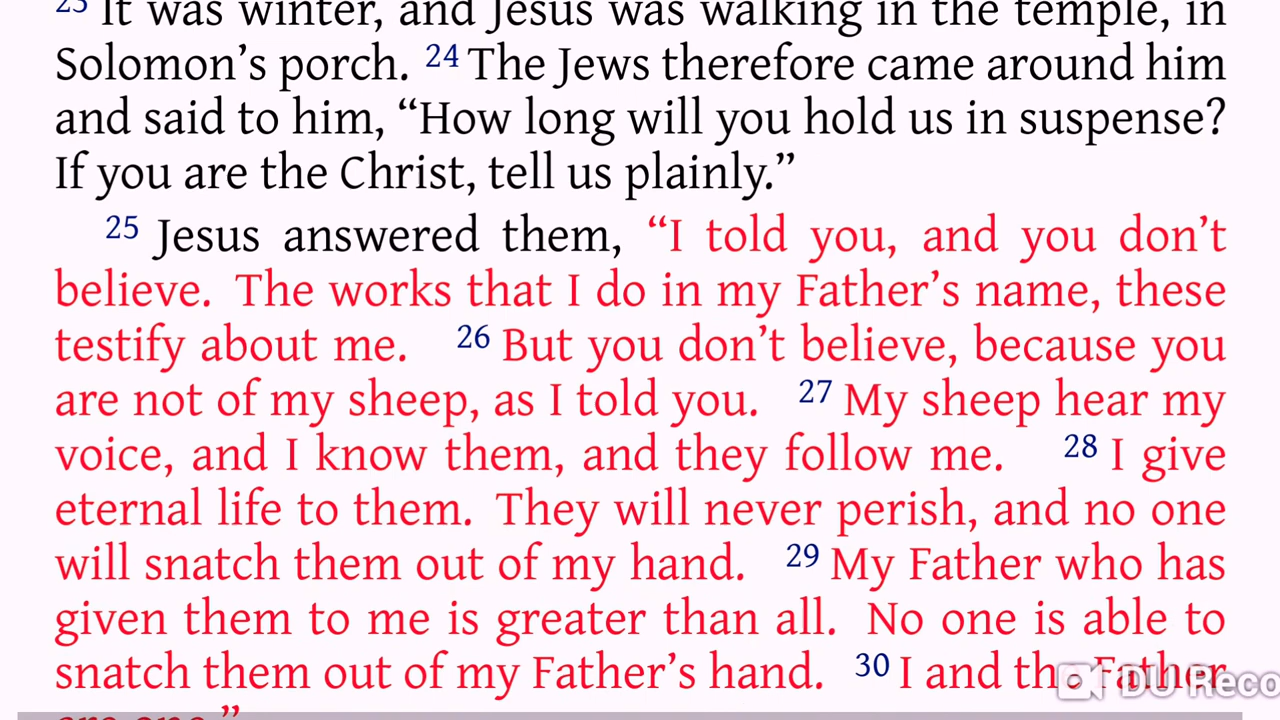 23 It was winter, and Jesus was walking in the temple, in
Solomon’s porch. 24 The Jews therefore came around him
and said to him, “How long will you hold us in suspense?
If you are the Christ, tell us plainly.”
25 Jesus answered them, “I told you, and you don’t
believe. The works that I do in my Father’s name, these
testify about me. 26 But you don’t believe, because you
are not of my sheep, as I told you. 27 My sheep hear my
voice, and I know them, and they follow me. 28 I give
eternal life to them. They will never perish, and no one
will snatch them out of my hand. 29 My Father who has
given them to me is greater than all. No one is able to
snatch them out of my Father’s hand. 30 I and the Father
are one.”
DU Reco